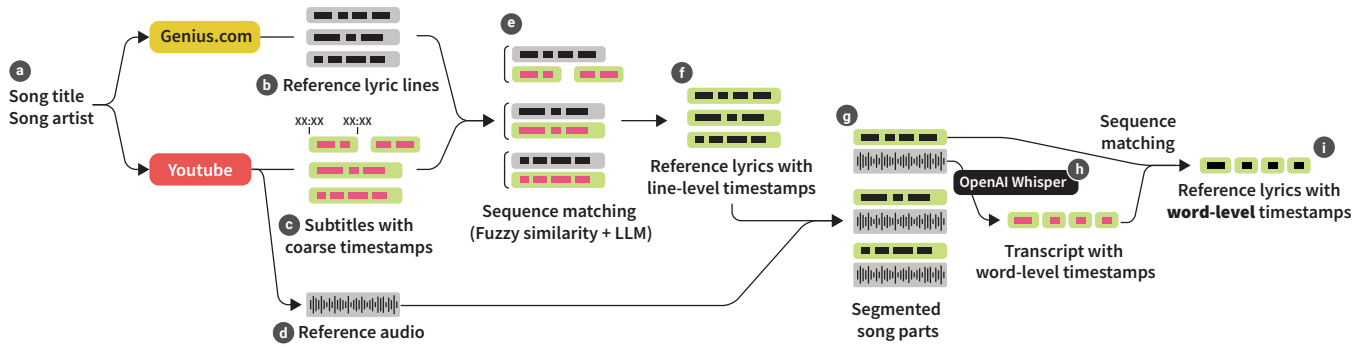 a
Song title
Song artist
Genius.com
Youtube
b Reference lyric lines
XX:XX XX:XX
c Subtitles with
coarse timestamps
d Reference audio
e
Sequence matching
(Fuzzy similarity + LLM)
f
Reference lyrics with
line-level timestamps
g
Segmented
song parts
h
OpenAI Whisper
Transcript with
word-level timestamps
Sequence
matching
i
Reference lyrics with
word-level timestamps